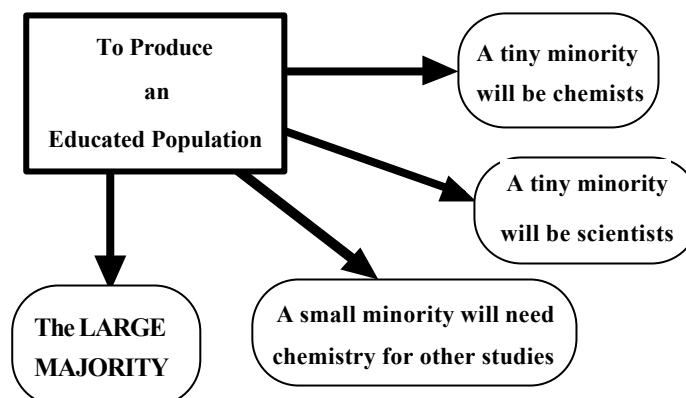 To Produce
an
Educated Population
A tiny minority
will be chemists
A tiny minority
will be scientists
A small minority will need
chemistry for other studies
The LARGE
MAJORITY